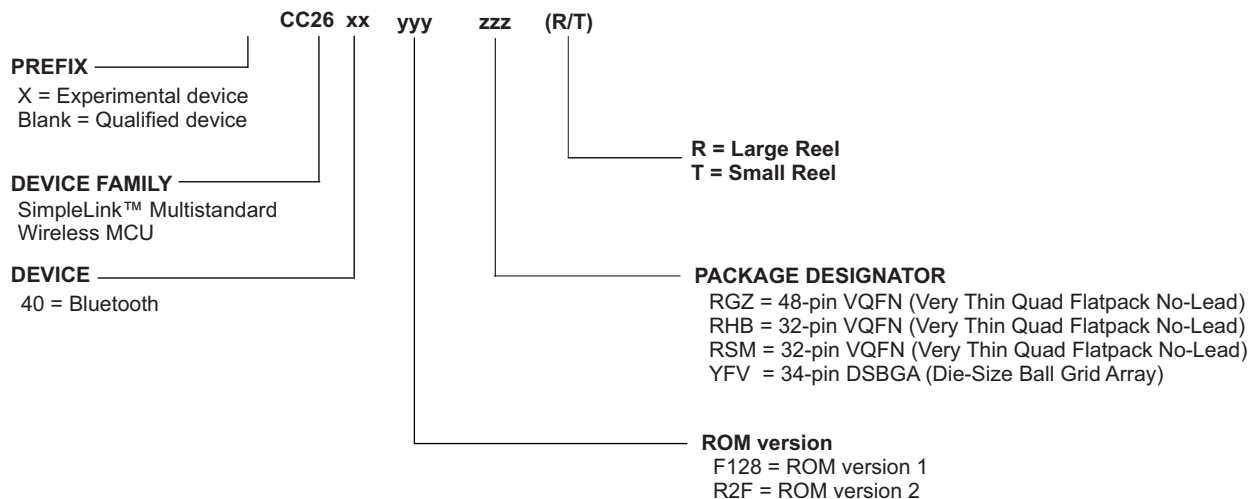 CC26 xx yyy zzz (R/T)
PREFIX
X = Experimental device
Blank = Qualified device
R = Large Reel
T = Small Reel
DEVICE FAMILY
SimpleLink™ Multistandard
Wireless MCU
DEVICE
40 = Bluetooth
PACKAGE DESIGNATOR
RGZ = 48-pin VQFN (Very Thin Quad Flatpack No-Lead)
RHB = 32-pin VQFN (Very Thin Quad Flatpack No-Lead)
RSM = 32-pin VQFN (Very Thin Quad Flatpack No-Lead)
YFV = 34-pin DSBGA (Die-Size Ball Grid Array)
ROM version
F128 = ROM version 1
R2F = ROM version 2